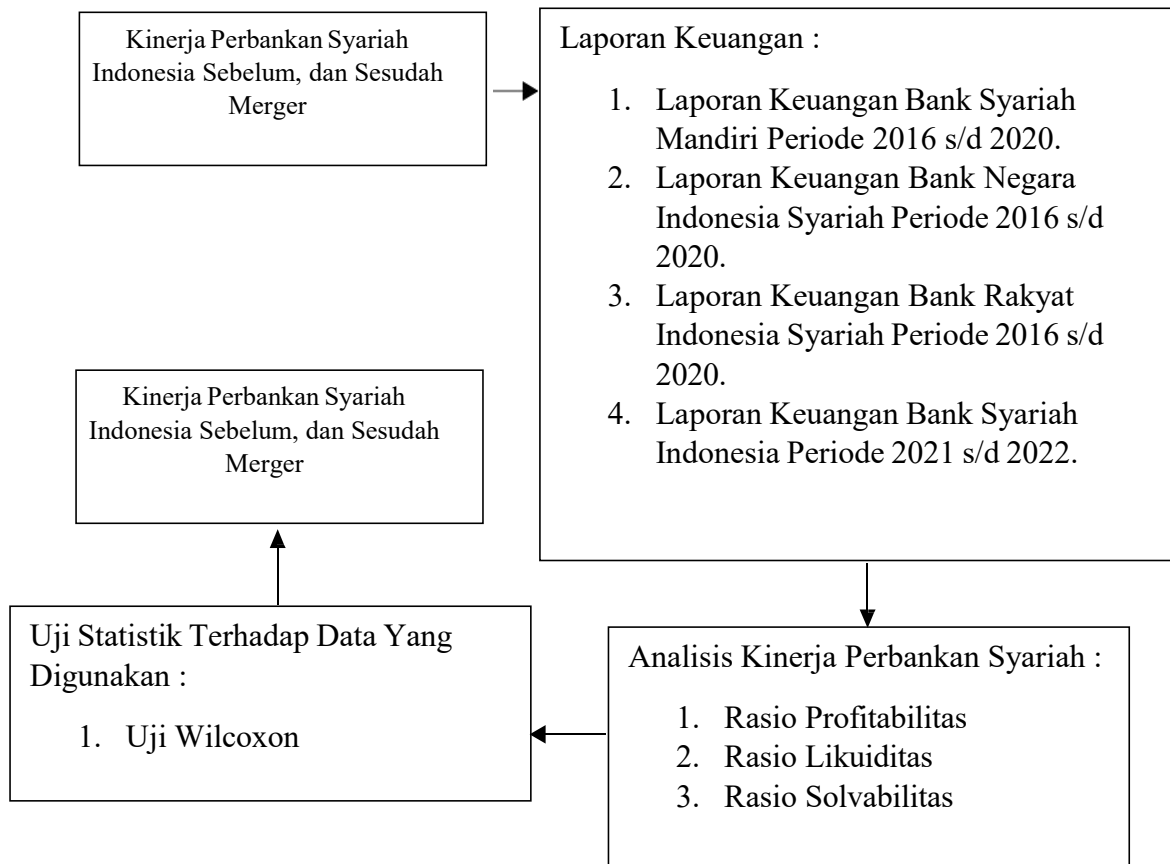 Kinerja Perbankan Syariah
Indonesia Sebelum, dan Sesudah
Merger
Laporan Keuangan :
1. Laporan Keuangan Bank Syariah
Mandiri Periode 2016 s/d 2020.
2. Laporan Keuangan Bank Negara
Indonesia Syariah Periode 2016 s/d
2020.
3. Laporan Keuangan Bank Rakyat
Indonesia Syariah Periode 2016 s/d
2020.
4. Laporan Keuangan Bank Syariah
Indonesia Periode 2021 s/d 2022.
Analisis Kinerja Perbankan Syariah :
1. Rasio Profitabilitas
2. Rasio Likuiditas
3. Rasio Solvabilitas
Uji Statistik Terhadap Data Yang
Digunakan :
1. Uji Wilcoxon
Kinerja Perbankan Syariah
Indonesia Sebelum, dan Sesudah
Merger